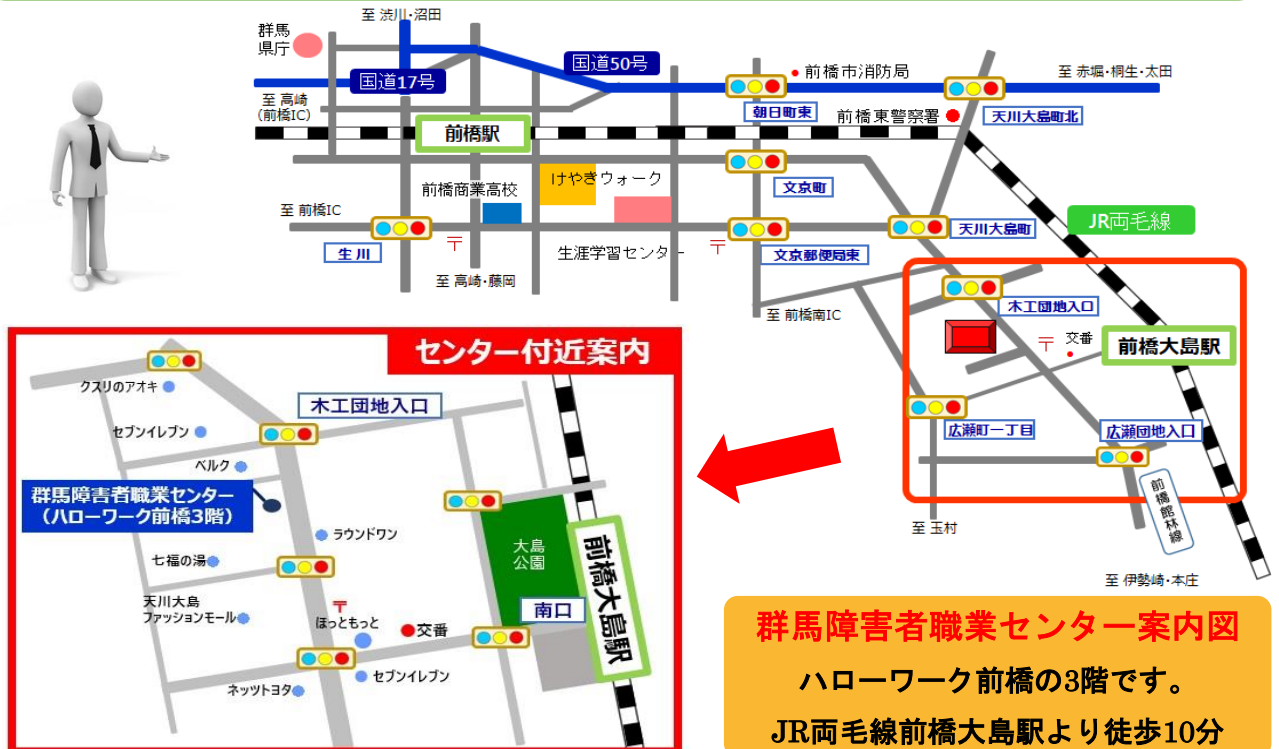 至 渋川・沼田
群馬
県庁
国道17号
国道50号
前橋市消防局
至 赤堀・桐生・太田
至 高崎
(前橋IC)
前橋駅
朝日町東
前橋東警察署
天川大島町北
けやきウォーク
前橋商業高校
文京町
至 前橋IC
生川
〒
生涯学習センター
〒
文京郵便局東
天川大島町
JR両毛線
至 高崎・藤岡
至 前橋南IC
木工団地入口
〒
交番
前橋大島駅
広瀬町一丁目
広瀬団地入口
前橋館林線
至 玉村
至 伊勢崎・本庄
センター付近案内
クスリのアオキ
木工団地入口
セブンイレブン
ベルク
群馬障害者職業センター
(ハローワーク前橋3階)
ラウンドワン
大島
公園
前橋大島駅
七福の湯
天川大島
ファッションモール
〒
ほっともっと
交番
南口
セブンイレブン
ネッツトヨタ
群馬障害者職業センター案内図
ハローワーク前橋の3階です。
JR両毛線前橋大島駅より徒歩10分